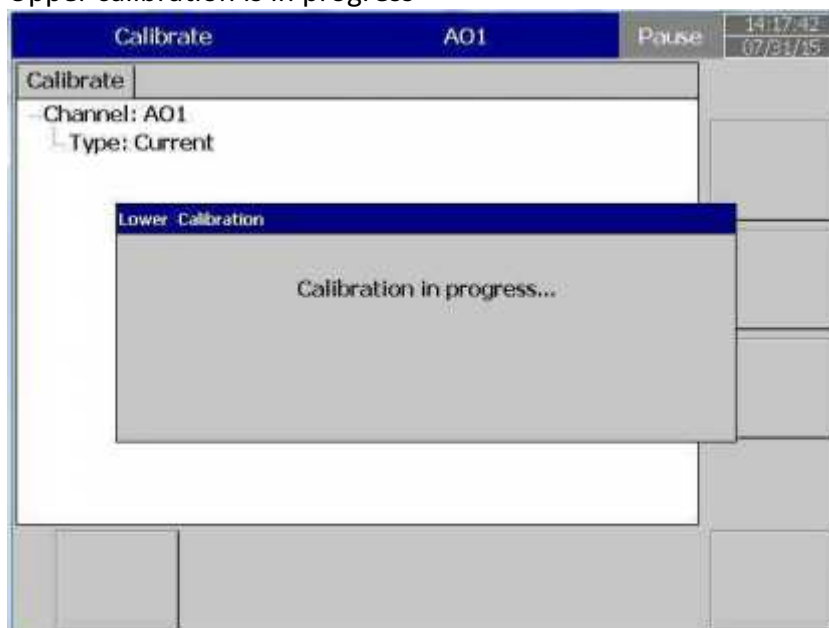 Upper calibration is in progress
Calibrate AO1 Pause 14:17:42
07/31/15
Calibrate
Channel: AO1
Type: Current
Lower Calibration
Calibration in progress...